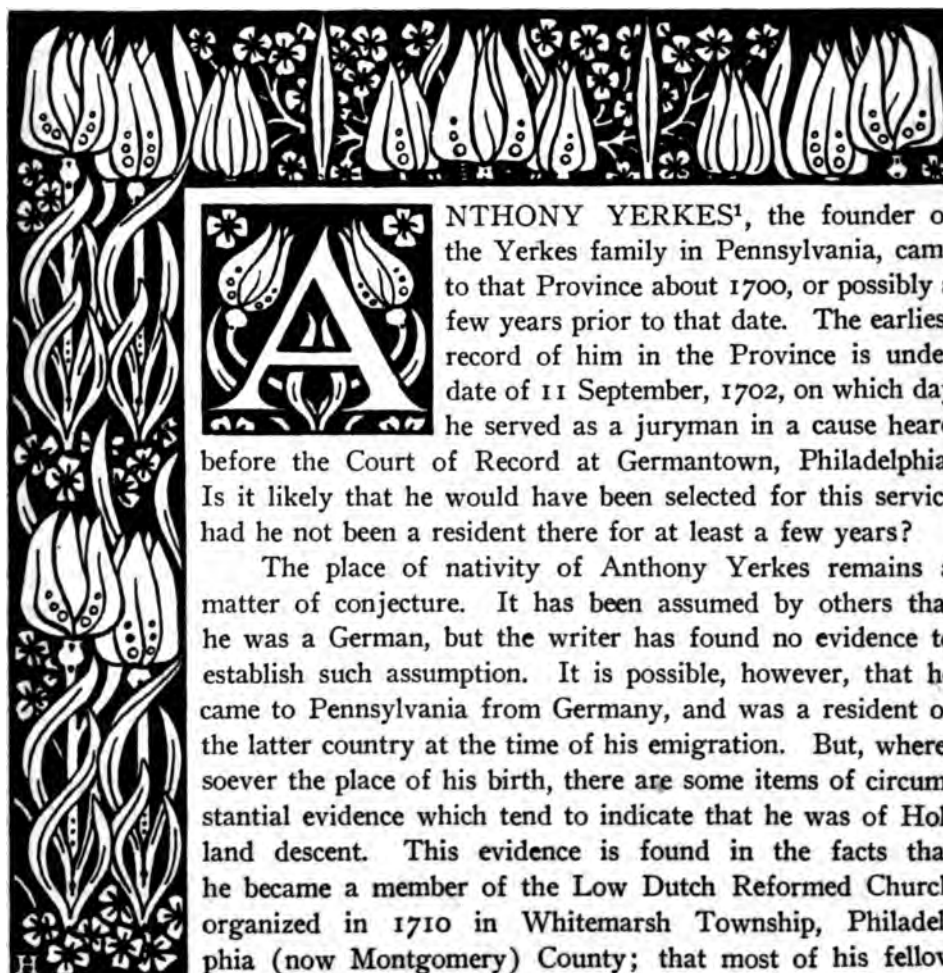 ANTHONY YERKES¹, the founder o
the Yerkes family in Pennsylvania, cam
to that Province about 1700, or possibly a
few years prior to that date. The earlies
record of him in the Province is unde
date of 11 September, 1702, on which da
he served as a juryman in a cause hear
before the Court of Record at Germantown, Philadelphia
Is it likely that he would have been selected for this servic
had he not been a resident there for at least a few years?
The place of nativity of Anthony Yerkes remains a
matter of conjecture. It has been assumed by others tha
he was a German, but the writer has found no evidence to
establish such assumption. It is possible, however, that he
came to Pennsylvania from Germany, and was a resident o
the latter country at the time of his emigration. But, where
soever the place of his birth, there are some items of circum
stantial evidence which tend to indicate that he was of Hol
land descent. This evidence is found in the facts tha
he became a member of the Low Dutch Reformed Church
organized in 1710 in Whitemarsh Township, Philadel
phia (now Montgomery) County; that most of his fellow
H